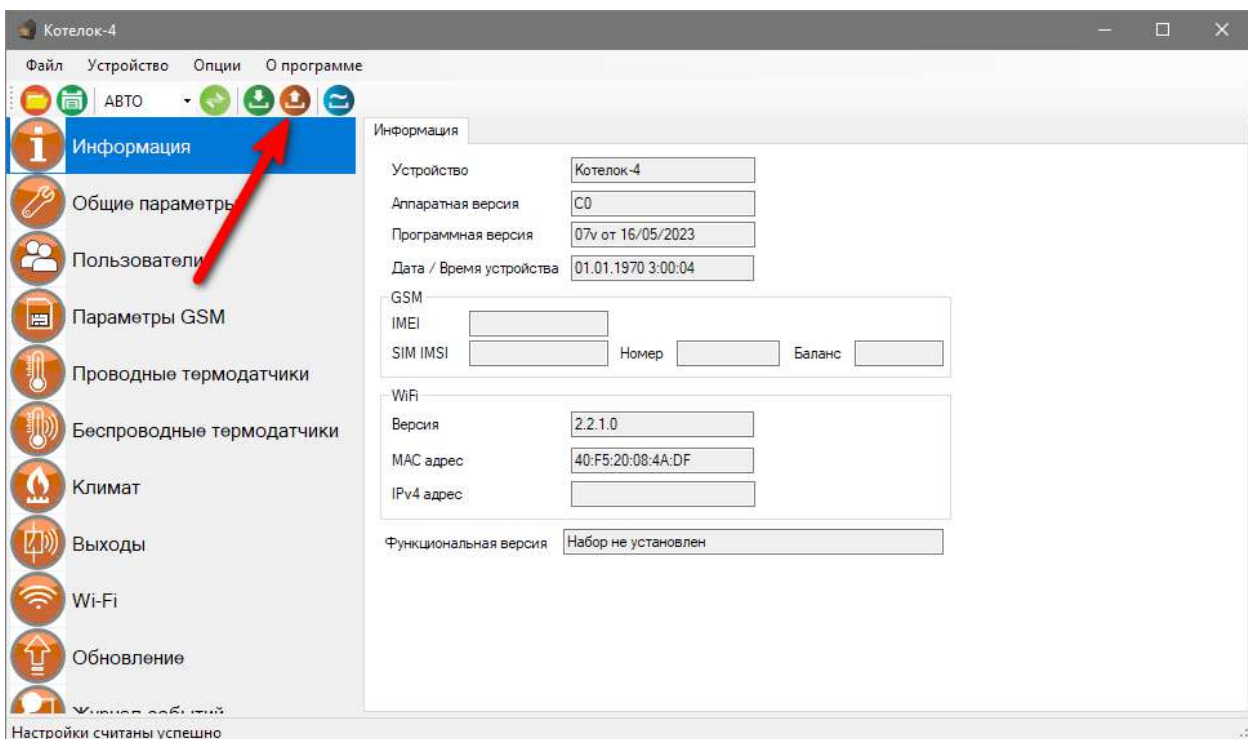 Котелок-4
Файл Устройство Опции О программе
АВТО
Информация
Общие параметры
Пользователи
Параметры GSM
Проводные термодатчики
Беспроводные термодатчики
Климат
Выходы
Wi-Fi
Обновление
Журнал событий
Информация
Устройство Котелок-4
Аппаратная версия C0
Программная версия 07v от 16/05/2023
Дата / Время устройства 01.01.1970 3:00:04
GSM
IMEI
SIM IMSI Номер Баланс
WiFi
Версия 2.2.1.0
MAC адрес 40:F5:20:08:4A:DF
IPv4 адрес
Функциональная версия Набор не установлен
Настройки считаны успешно